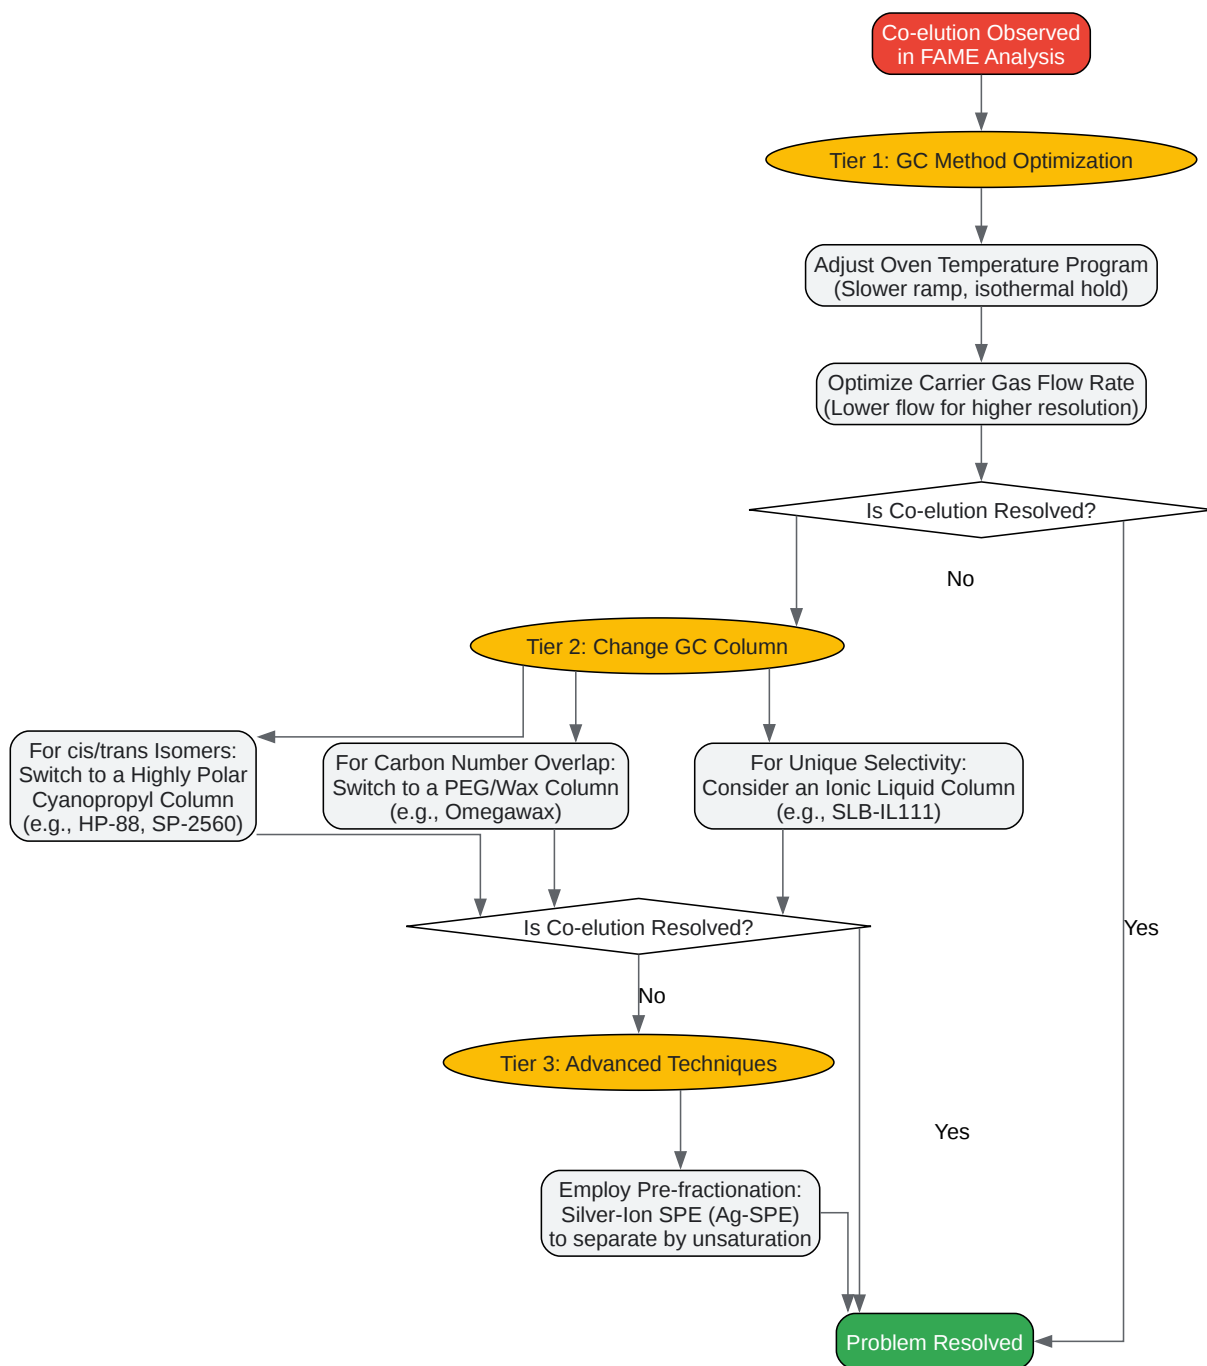 Co-elution Observed
in FAME Analysis
Tier 1: GC Method Optimization
Adjust Oven Temperature Program
(Slower ramp, isothermal hold)
Optimize Carrier Gas Flow Rate
(Lower flow for higher resolution)
Is Co-elution Resolved?
No
Tier 2: Change GC Column
For cis/trans Isomers:
Switch to a Highly Polar
Cyanopropyl Column
(e.g., HP-88, SP-2560)
For Carbon Number Overlap:
Switch to a PEG/Wax Column
(e.g., Omegawax)
For Unique Selectivity:
Consider an Ionic Liquid Column
(e.g., SLB-IL111)
Is Co-elution Resolved?
Yes
No
Tier 3: Advanced Techniques
Yes
Employ Pre-fractionation:
Silver-Ion SPE (Ag-SPE)
to separate by unsaturation
Problem Resolved